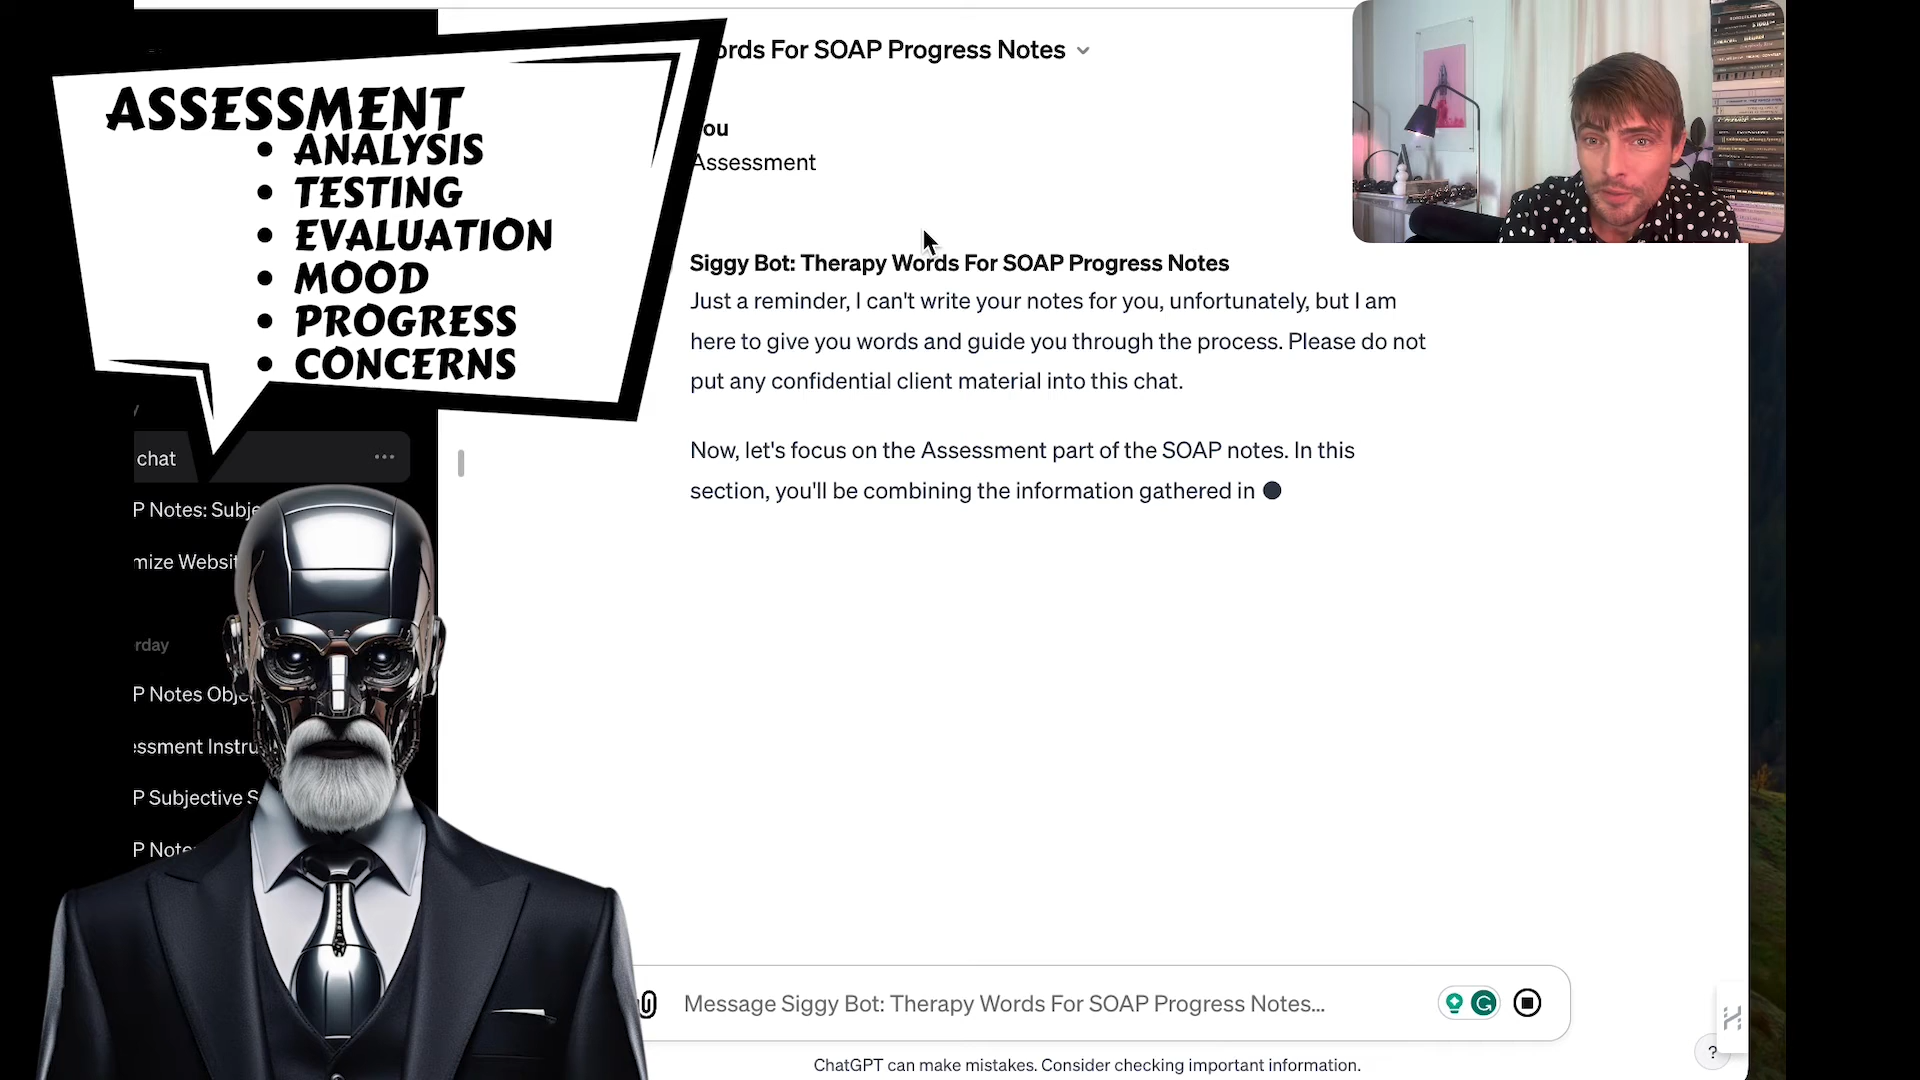 ASSESSMENT
• ANALYSIS
• TESTING
• EVALUATION
• MOOD
• PROGRESS
• CONCERNS
chat
P Notes: Subje
mize Websit
rday
P Notes Obje
essment Instru
P Subjective S
P Note
ords For SOAP Progress Notes
ou
Assessment
Siggy Bot: Therapy Words For SOAP Progress Notes
Just a reminder, I can't write your notes for you, unfortunately, but I am
here to give you words and guide you through the process. Please do not
put any confidential client material into this chat.
Now, let's focus on the Assessment part of the SOAP notes. In this
section, you'll be combining the information gathered in
Message Siggy Bot: Therapy Words For SOAP Progress Notes...
ChatGPT can make mistakes. Consider checking important information.
?